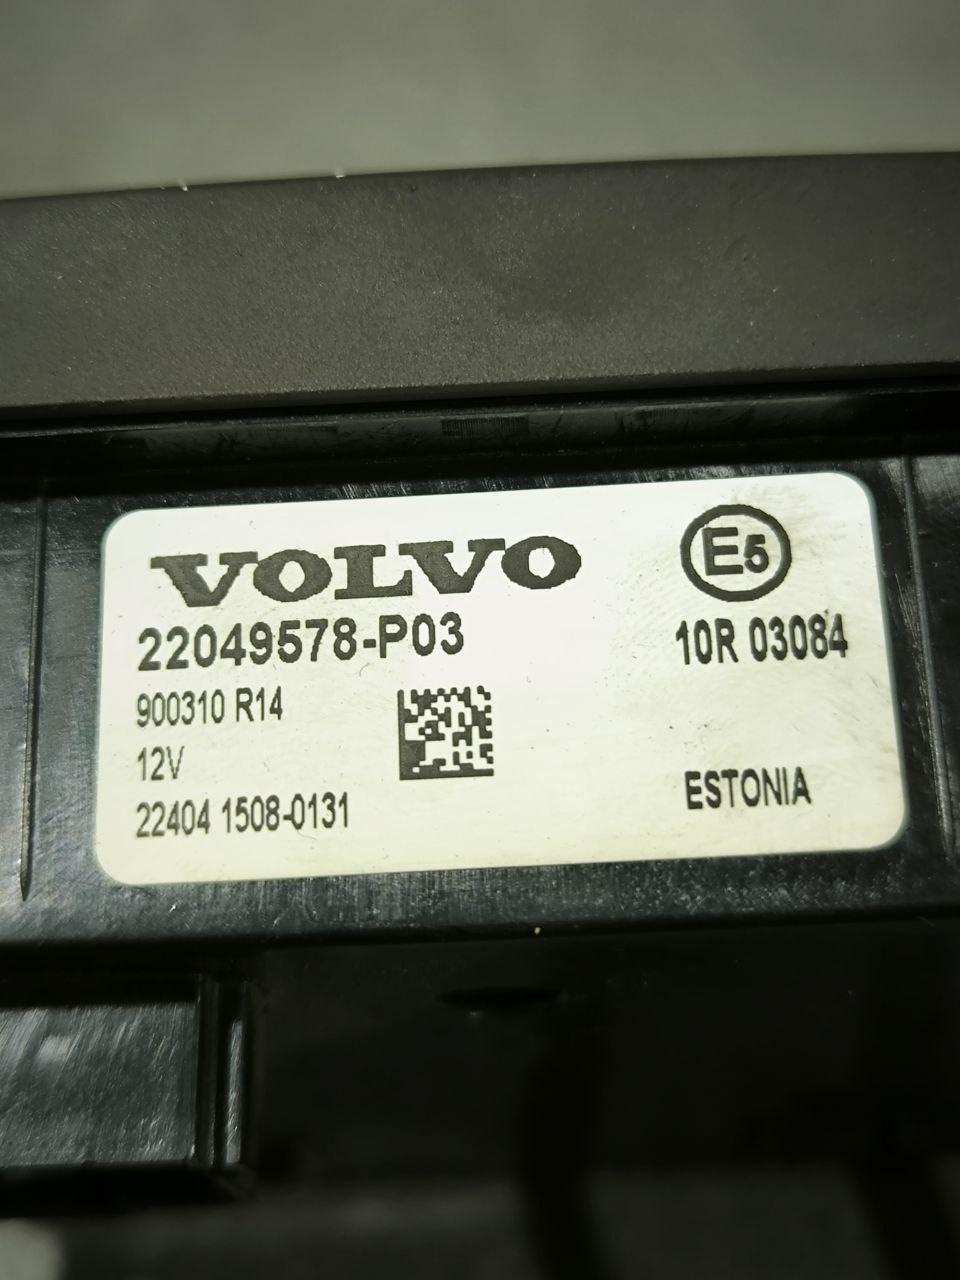 VOLVO
E5
22049578-P03
10R 03084
900310 R14
12V
22404 1508-0131
ESTONIA